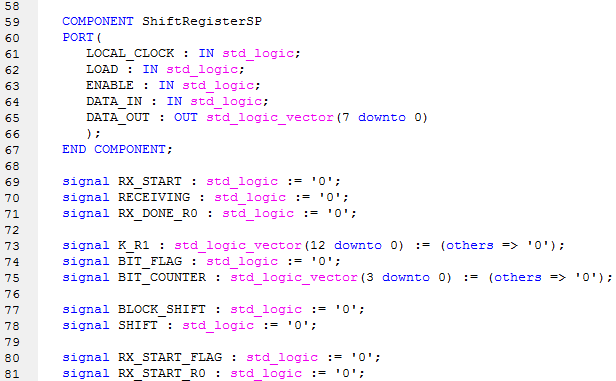 58
59 COMPONENT ShiftRegisterSP
60 PORT(
61 LOCAL_CLOCK : IN std_logic;
62 LOAD : IN std_logic;
63 ENABLE : IN std_logic;
64 DATA_IN : IN std_logic;
65 DATA_OUT : OUT std_logic_vector(7 downto 0)
66 );
67 END COMPONENT;
68
69 signal RX_START : std_logic := '0';
70 signal RECEIVING : std_logic := '0';
71 signal RX_DONE_R0 : std_logic := '0';
72
73 signal K_R1 : std_logic_vector(12 downto 0) := (others => '0');
74 signal BIT_FLAG : std_logic := '0';
75 signal BIT_COUNTER : std_logic_vector(3 downto 0) := (others => '0');
76
77 signal BLOCK_SHIFT : std_logic := '0';
78 signal SHIFT : std_logic := '0';
79
80 signal RX_START_FLAG : std_logic := '0';
81 signal RX_START_R0 : std_logic := '0';